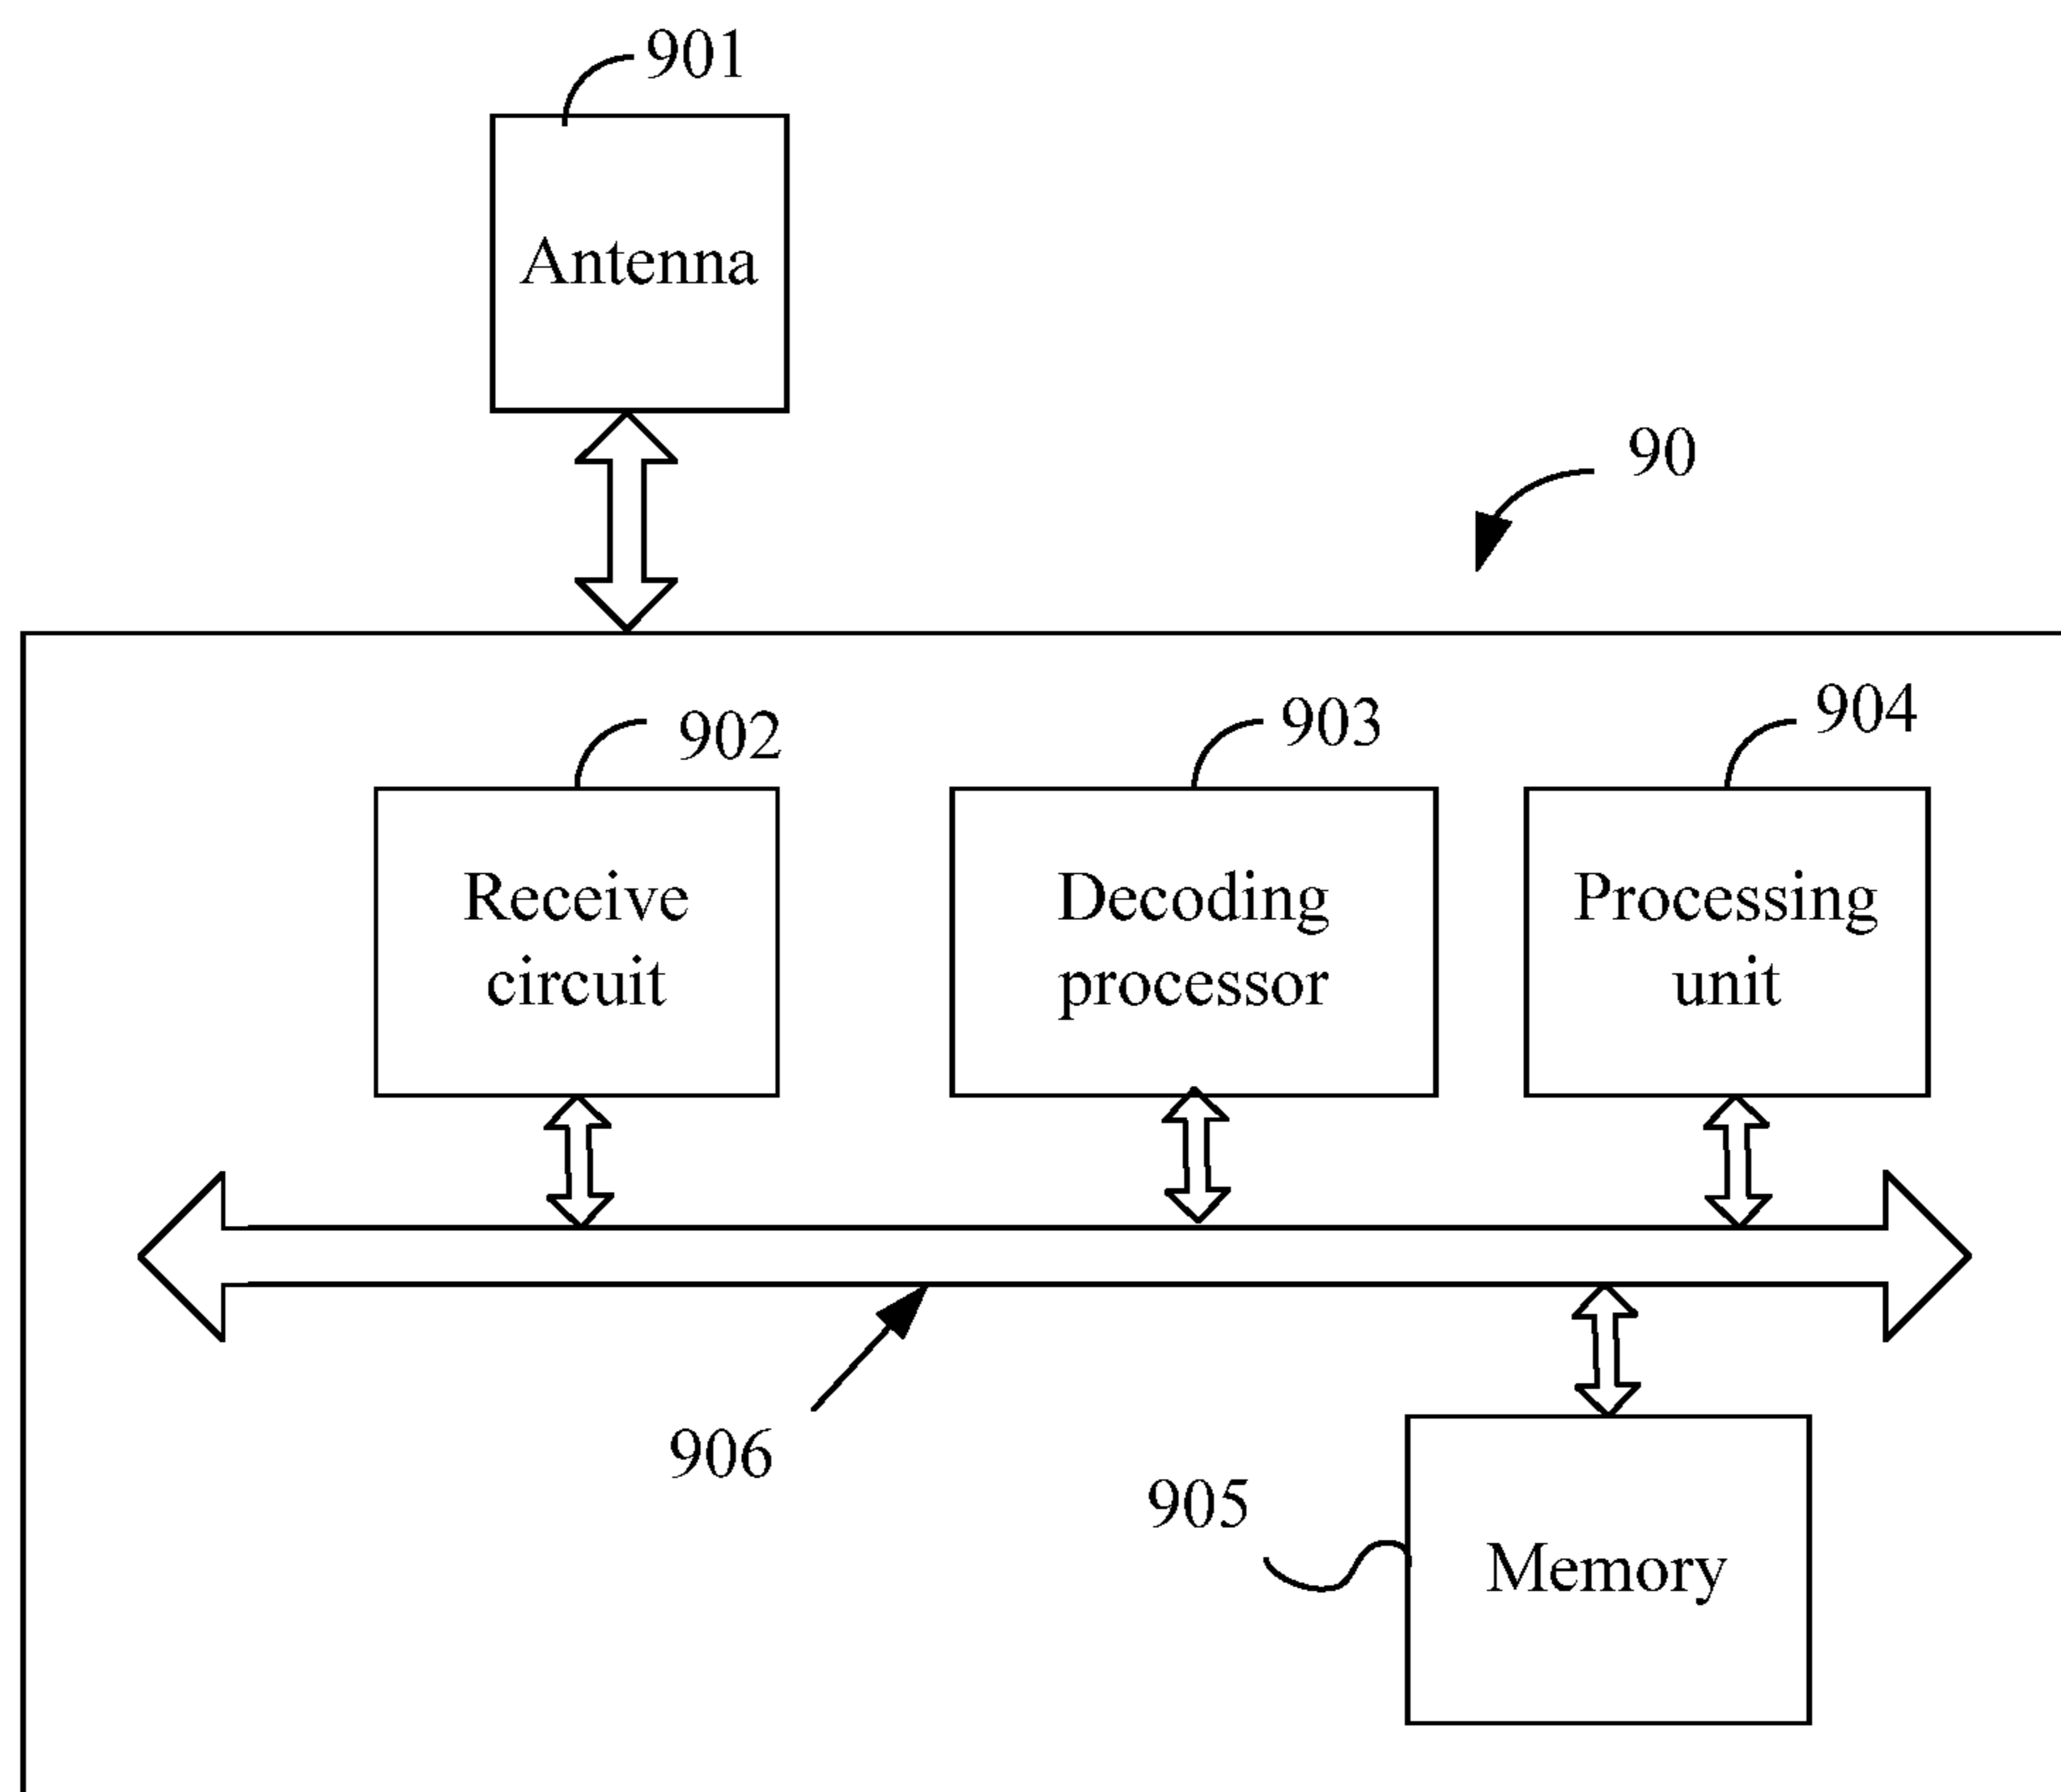 901
Antenna
90
902
903
904
Receive
circuit
Decoding
processor
Processing
unit
906
905
Memory